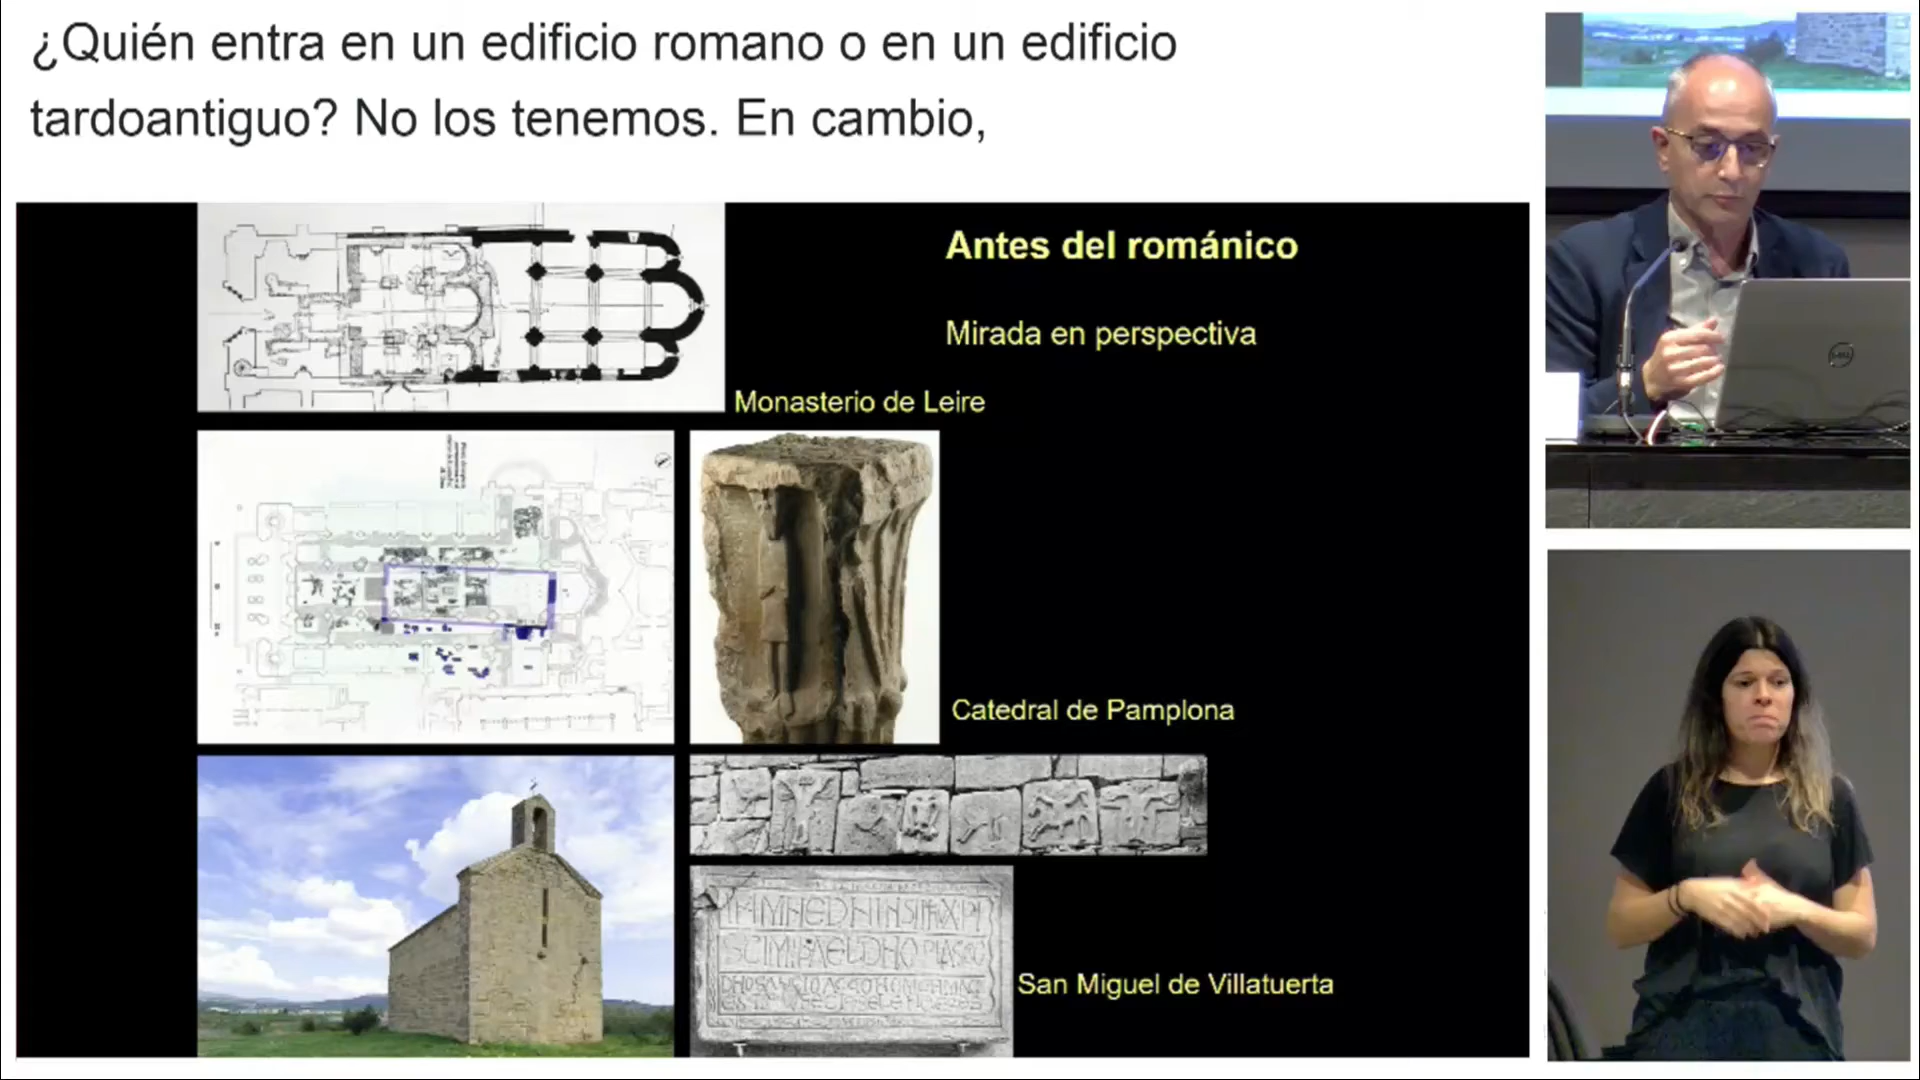 ¿Quién entra en un edificio romano o en un edificio
tardoantiguo? No los tenemos. En cambio,
Antes del románico
Mirada en perspectiva
Monasterio de Leire
Catedral de Pamplona
San Miguel de Villatuerta
DELL